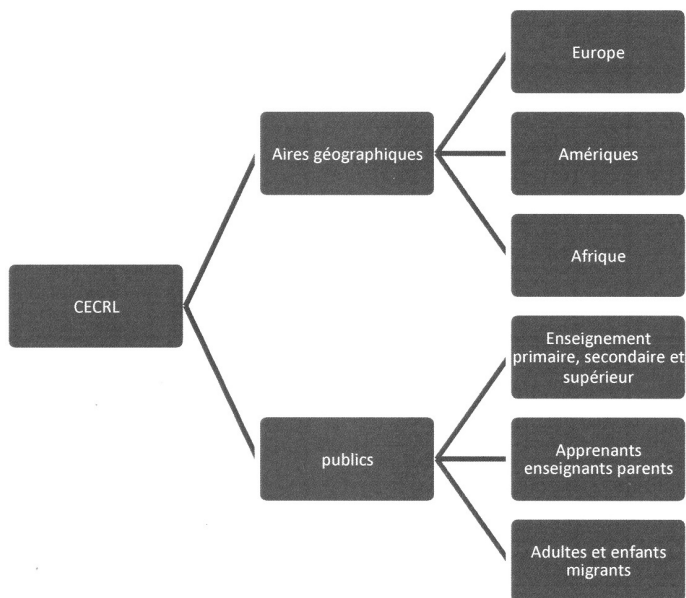 Europe
Aires géographiques
Amériques
Afrique
CECRL
Enseignement
primaire, secondaire et
supérieur
publics
Apprenants
enseignants parents
Adultes et enfants
migrants